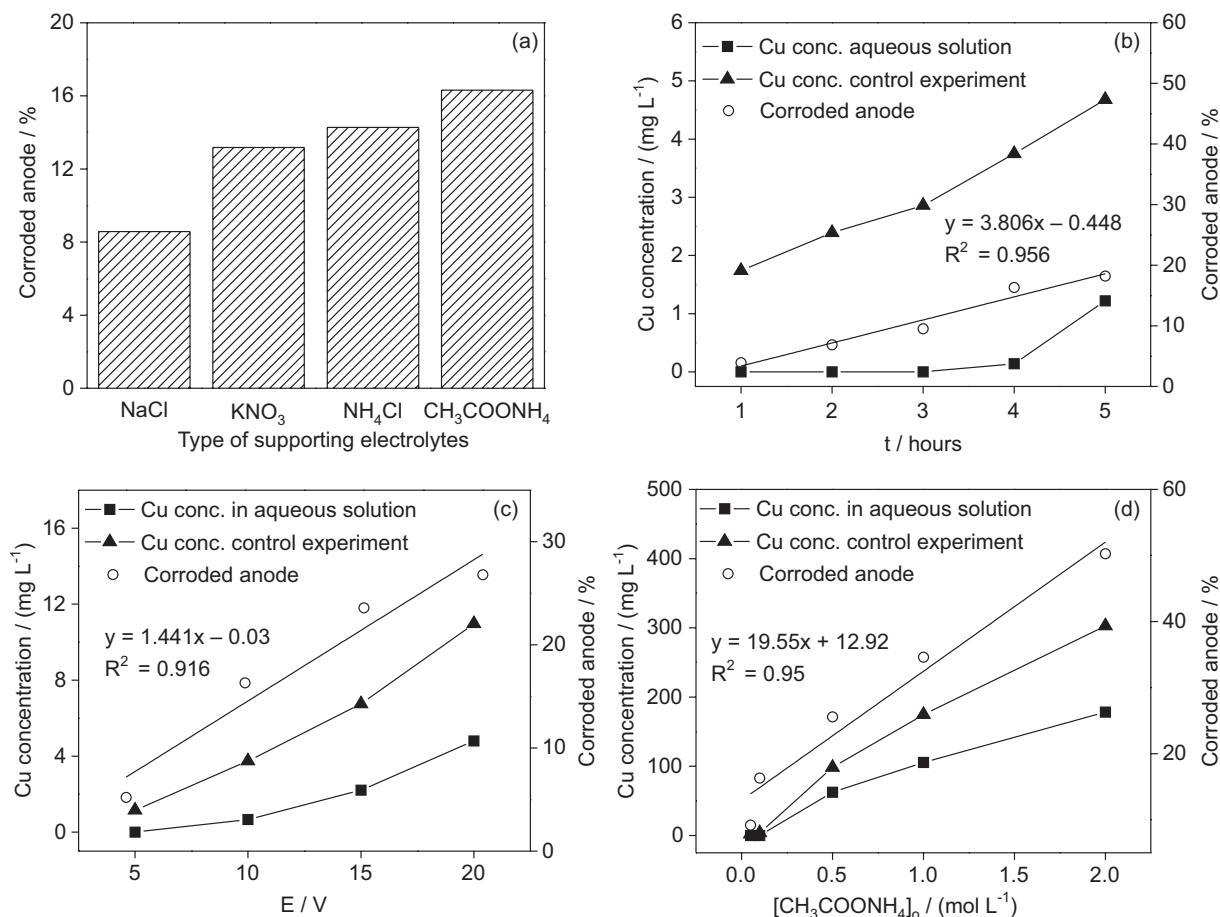 (a)
Corroded anode / %
20
16
12
8
4
0
NaCl KNO₃ NH₄Cl CH₃COONH₄
Type of supporting electrolytes
(b)
Cu conc. aqueous solution
Cu conc. control experiment
Corroded anode
Cu concentration / (mg L⁻¹)
6
5
4
3
2
1
0
y = 3.806x – 0.448
R² = 0.956
Corroded anode / %
60
50
40
30
20
10
0
1 2 3 4 5
t / hours
(c)
Cu conc. in aqueous solution
Cu conc. control experiment
Corroded anode
Cu concentration / (mg L⁻¹)
16
12
8
4
0
y = 1.441x – 0.03
R² = 0.916
Corroded anode / %
30
20
10
0
5 10 15 20
E / V
(d)
Cu conc. in aqueous solution
Cu conc. control experiment
Corroded anode
Cu concentration / (mg L⁻¹)
500
400
300
200
100
0
y = 19.55x + 12.92
R² = 0.95
Corroded anode / %
60
40
20
0.0 0.5 1.0 1.5 2.0
[CH₃COONH₄]ₒ / (mol L⁻¹)